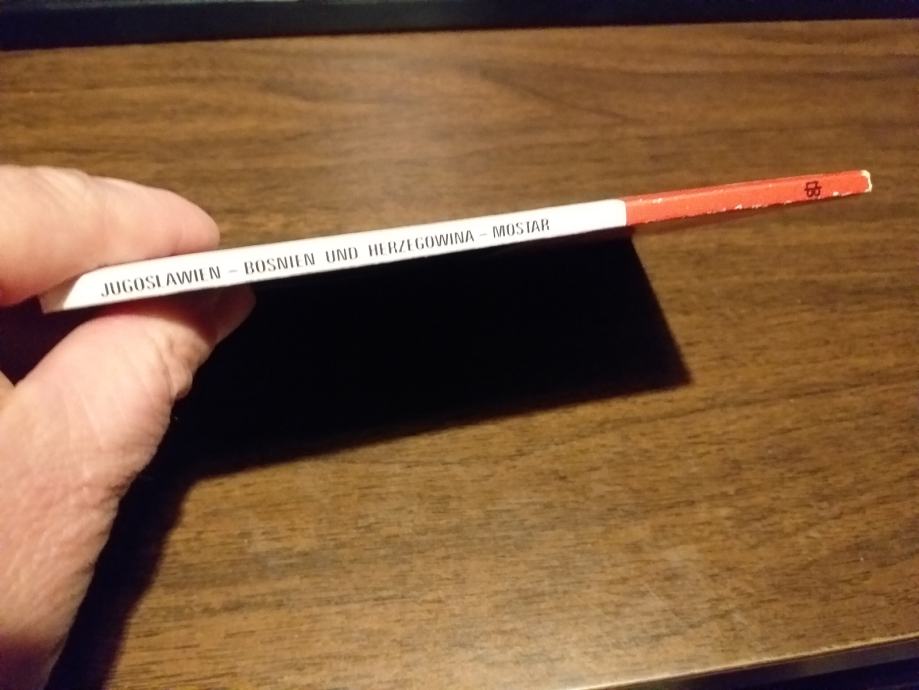 JUGOSLAWIEN – BOSNIEN UND HERZEGOWINA – MOSTAR